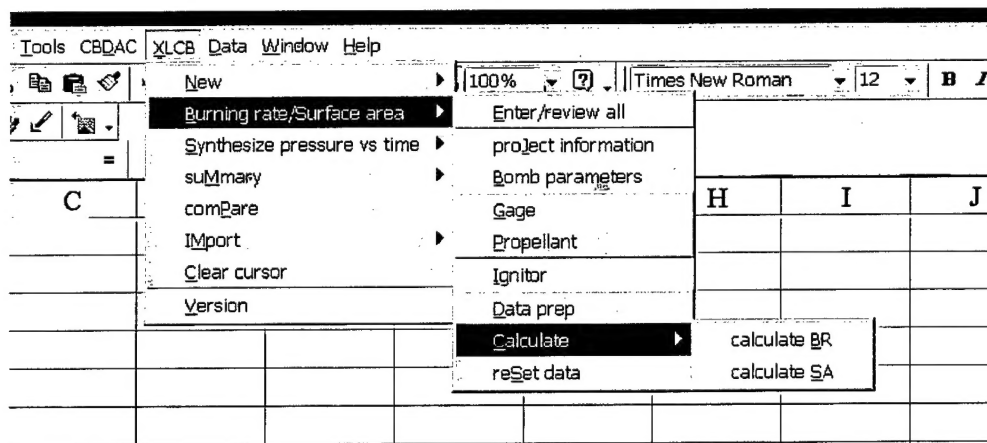 Tools CBDAC XLCB Data Window Help
100% Times New Roman 12 B I
New
Burning rate/Surface area
Synthesize pressure vs time
suMmary
comPare
IMport
Clear cursor
Version
Enter/review all
proJect information
Bomb parameters
Gage
Propellant
Ignitor
Data prep
Calculate
reSet data
calculate BR
calculate SA
=
C H I J